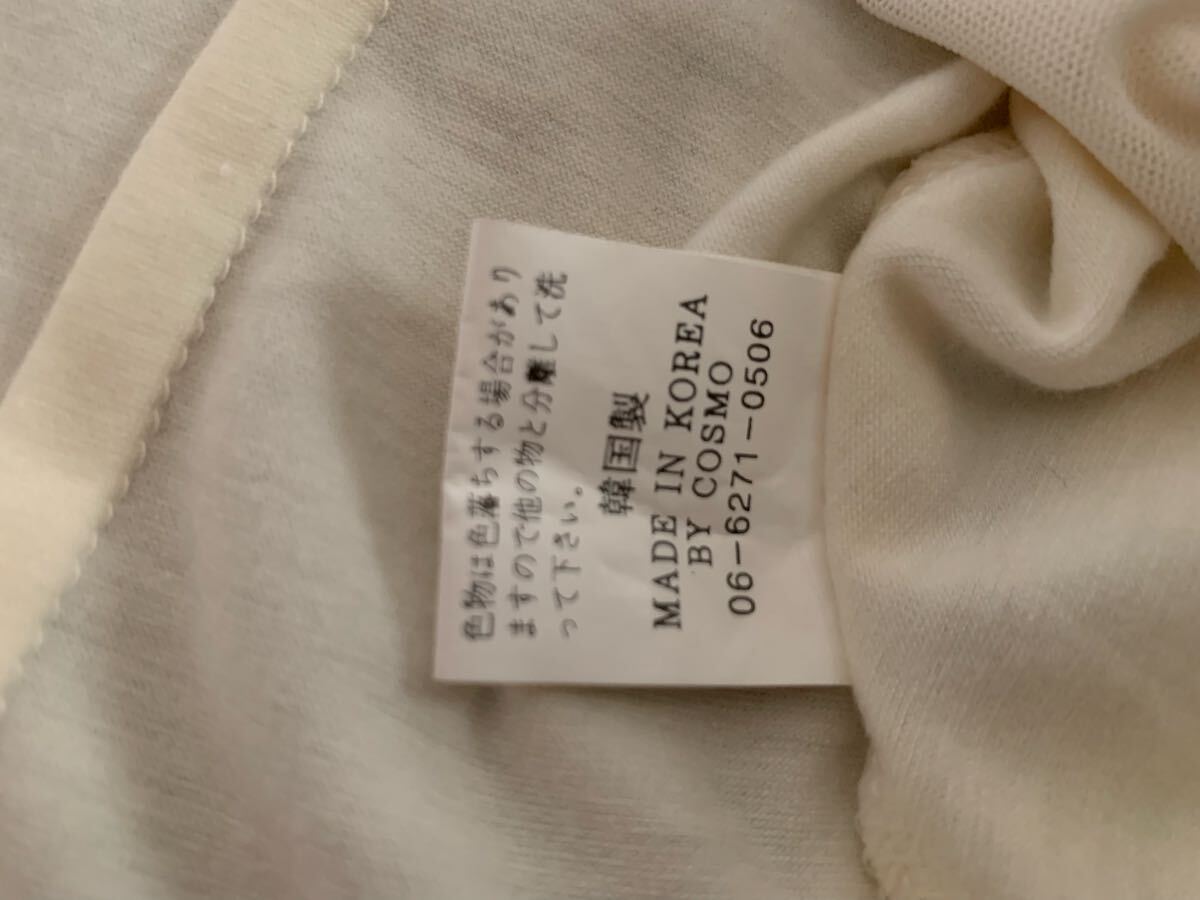 色物は色落ちする場合があり
ますので他の物と分離して洗
って下さい。
韓国製
MADE IN KOREA
BY COSMO
06-6271-0506